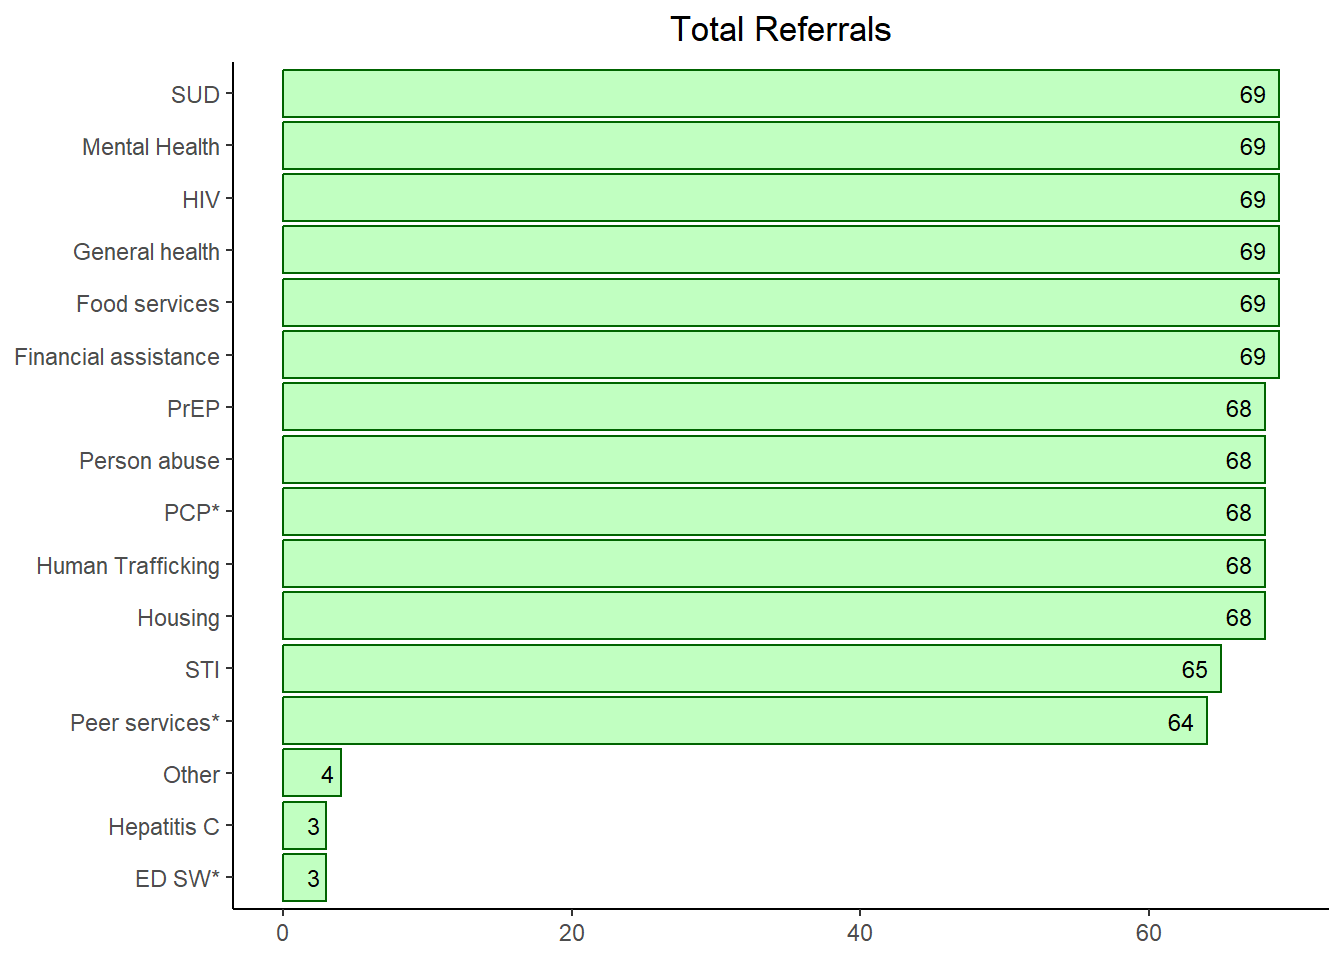 Total Referrals
SUD 69
Mental Health 69
HIV 69
General health 69
Food services 69
Financial assistance 69
PrEP 68
Person abuse 68
PCP* 68
Human Trafficking 68
Housing 68
STI 65
Peer services* 64
Other 4
Hepatitis C 3
ED SW* 3
0 20 40 60